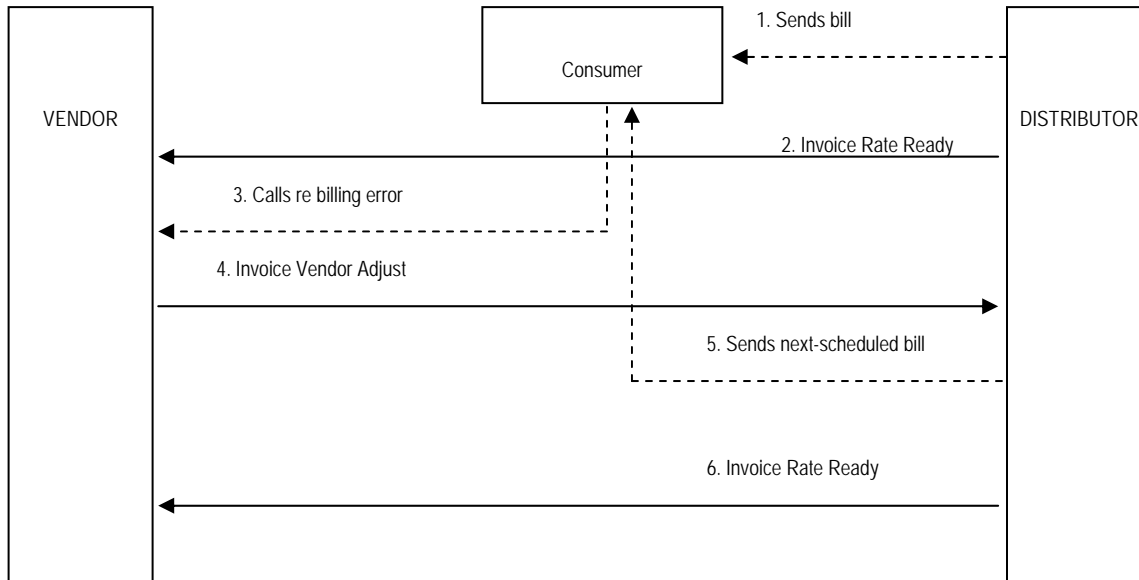 1. Sends bill
Consumer
VENDOR
DISTRIBUTOR
2. Invoice Rate Ready
3. Calls re billing error
4. Invoice Vendor Adjust
5. Sends next-scheduled bill
6. Invoice Rate Ready